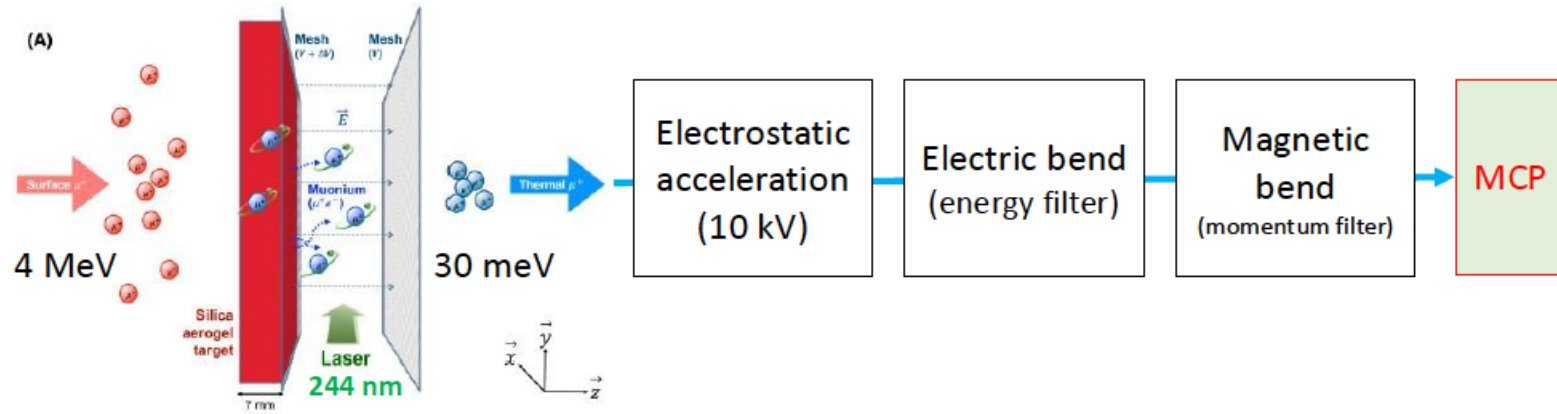 (A)
Mesh
(V + ΔV)
Mesh
(V)
E
Surface μ⁺
Muonium
(μ⁺e⁻)
Thermal μ⁺
4 MeV
30 meV
Silica
aerogel
target
Laser
244 nm
7 mm
y
x
z
Electrostatic
acceleration
(10 kV)
Electric bend
(energy filter)
Magnetic
bend
(momentum filter)
MCP